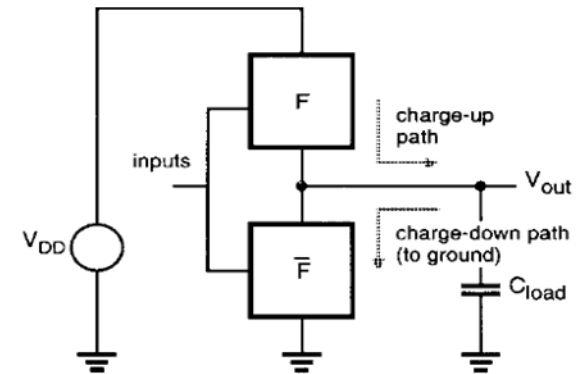 F
charge-up
path
inputs
V_out
V_DD
charge-down path
(to ground)
F̅
C_load